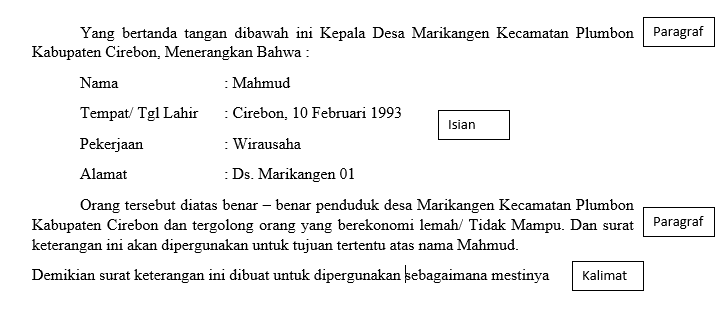 Yang bertanda tangan dibawah ini Kepala Desa Marikangen Kecamatan Plumbon
Paragraf
Kabupaten Cirebon, Menerangkan Bahwa :
Nama : Mahmud
Tempat/ Tgl Lahir : Cirebon, 10 Februari 1993
Isian
Pekerjaan : Wirausaha
Alamat : Ds. Marikangen 01
Orang tersebut diatas benar – benar penduduk desa Marikangen Kecamatan Plumbon
Kabupaten Cirebon dan tergolong orang yang berekonomi lemah/ Tidak Mampu. Dan surat
Paragraf
keterangan ini akan dipergunakan untuk tujuan tertentu atas nama Mahmud.
Demikian surat keterangan ini dibuat untuk dipergunakan sebagaimana mestinya
Kalimat